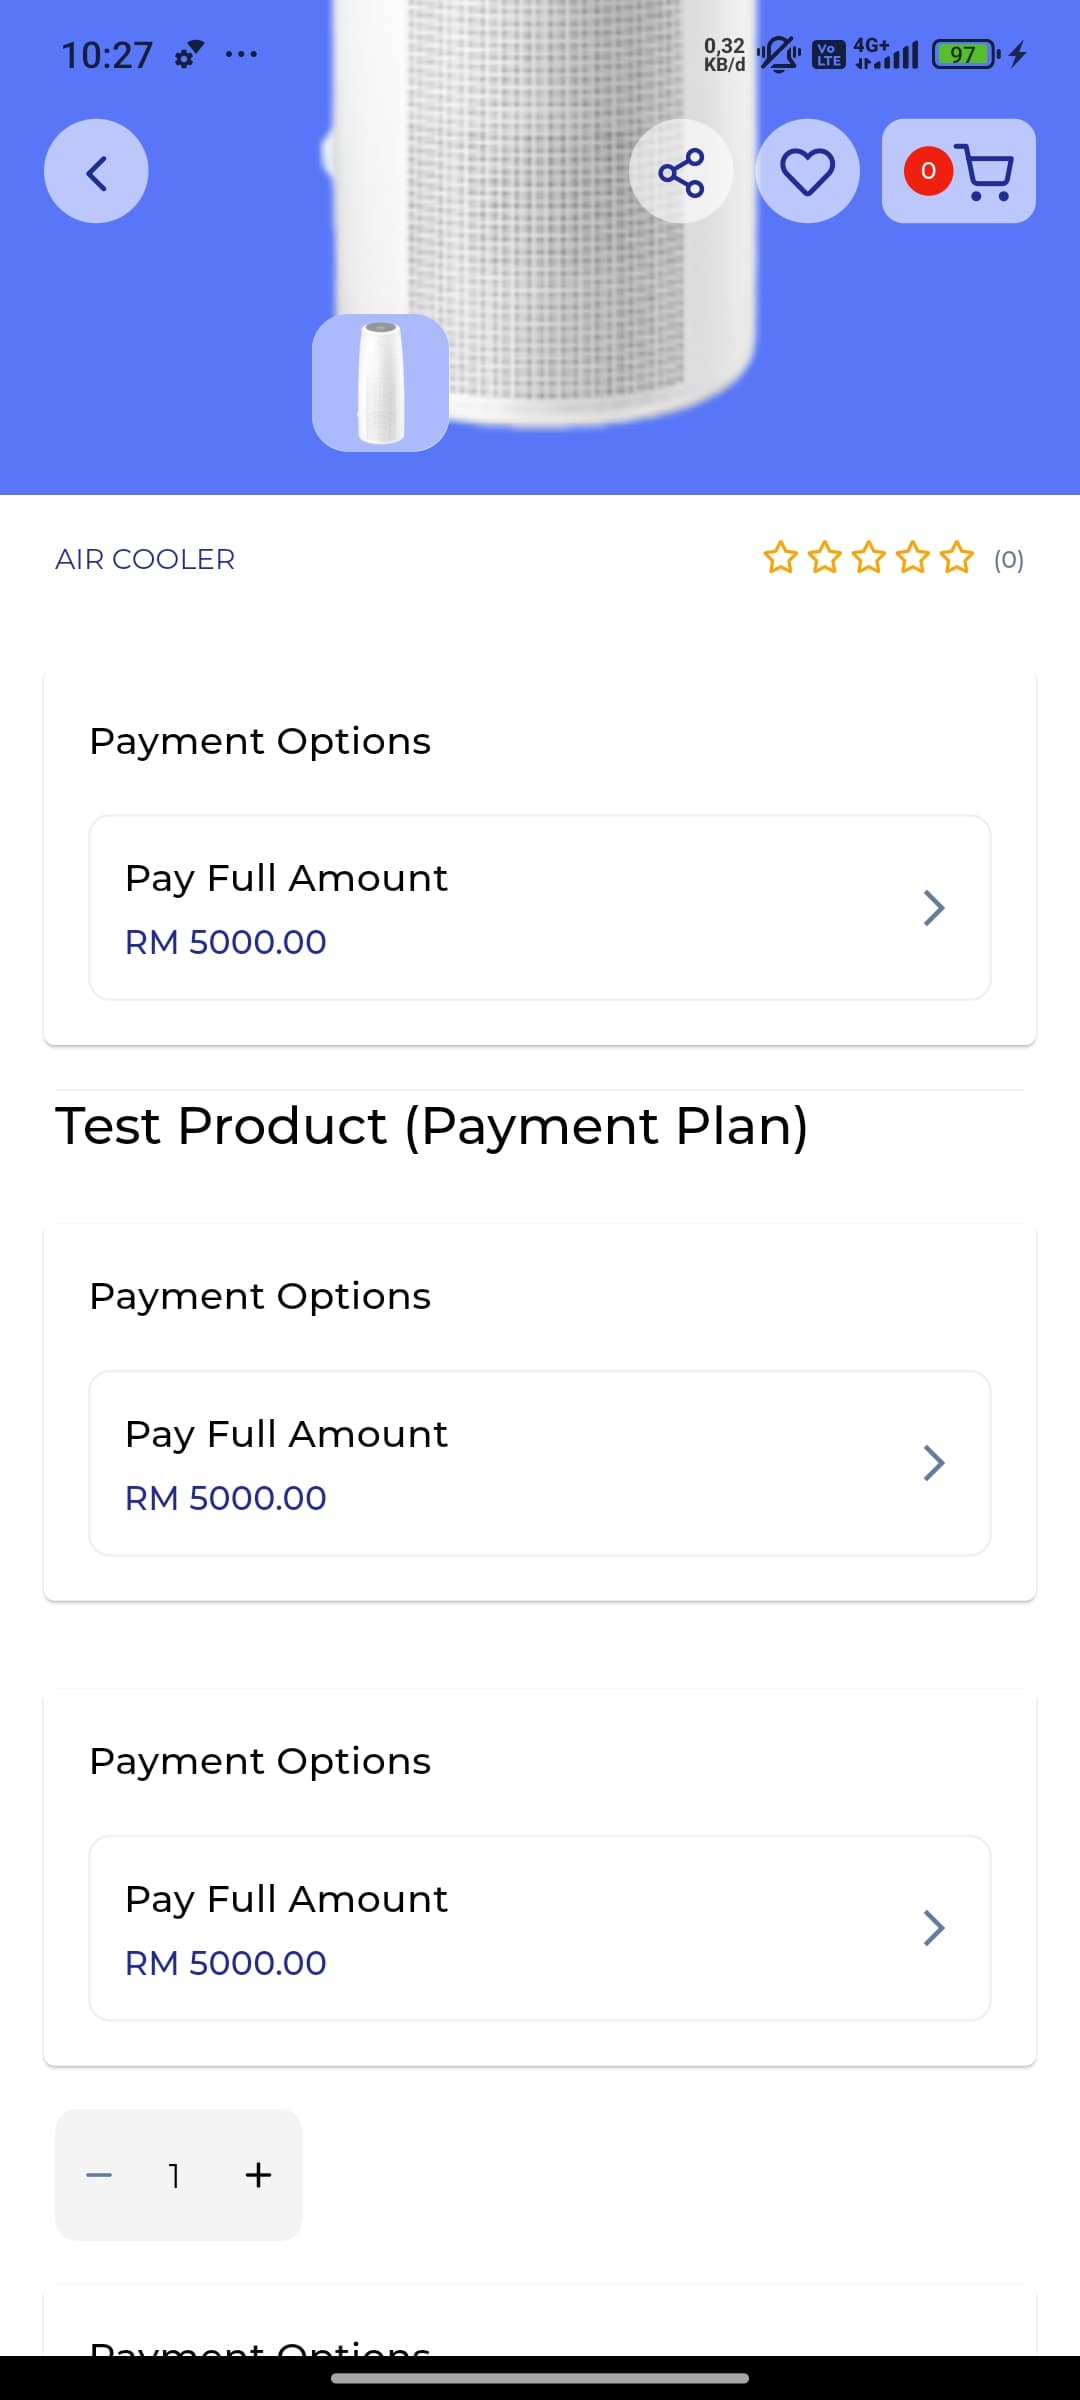 10:27
0,32
KB/d
Vo
LTE
4G+
97
0
AIR COOLER
(0)
Payment Options
Pay Full Amount
RM 5000.00
Test Product (Payment Plan)
Payment Options
Pay Full Amount
RM 5000.00
Payment Options
Pay Full Amount
RM 5000.00
1
Payment Options